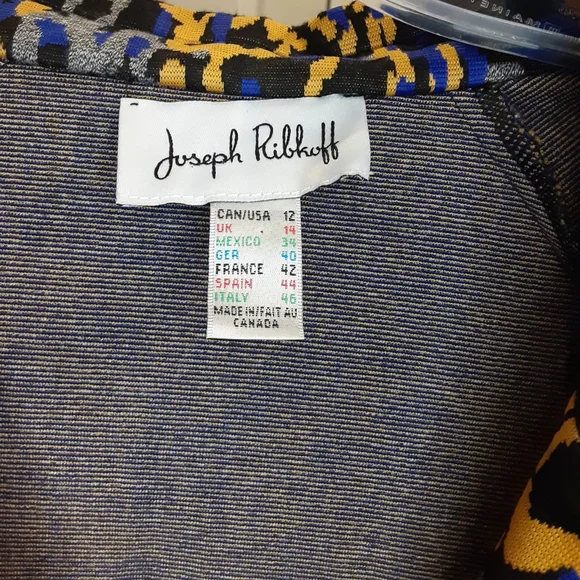 Joseph Ribkoff
CAN/USA 12
UK 14
MEXICO 34
GER 40
FRANCE 42
SPAIN 44
ITALY 46
MADE IN/FAIT AU
CANADA